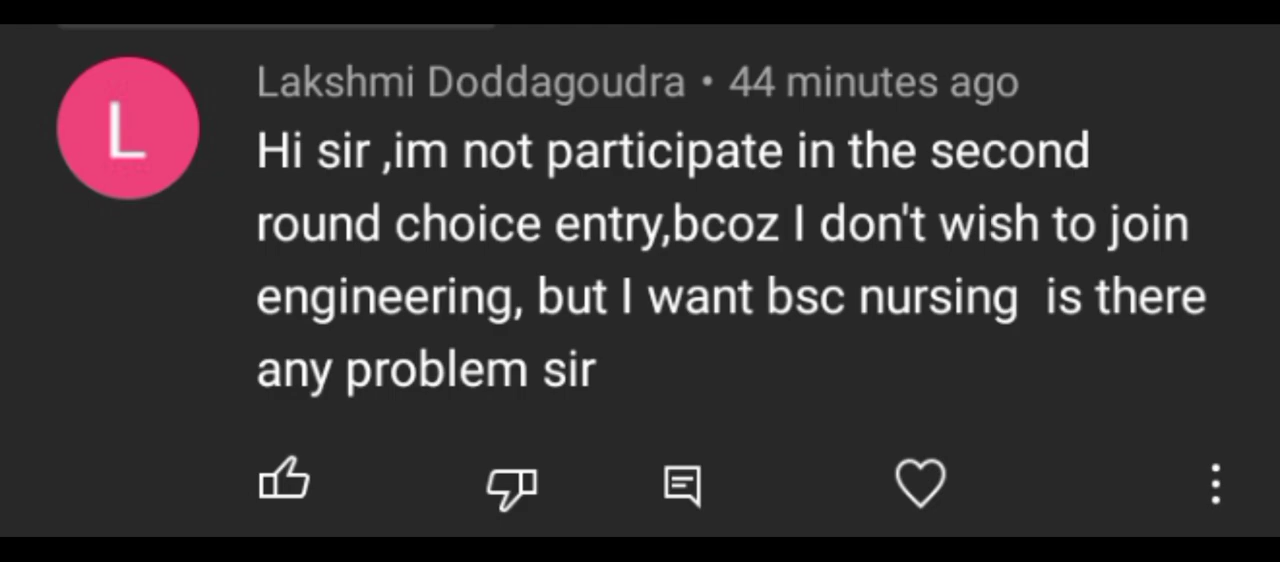 L
Lakshmi Doddagoudra • 44 minutes ago
Hi sir ,im not participate in the second
round choice entry,bcoz I don't wish to join
engineering, but I want bsc nursing  is there
any problem sir